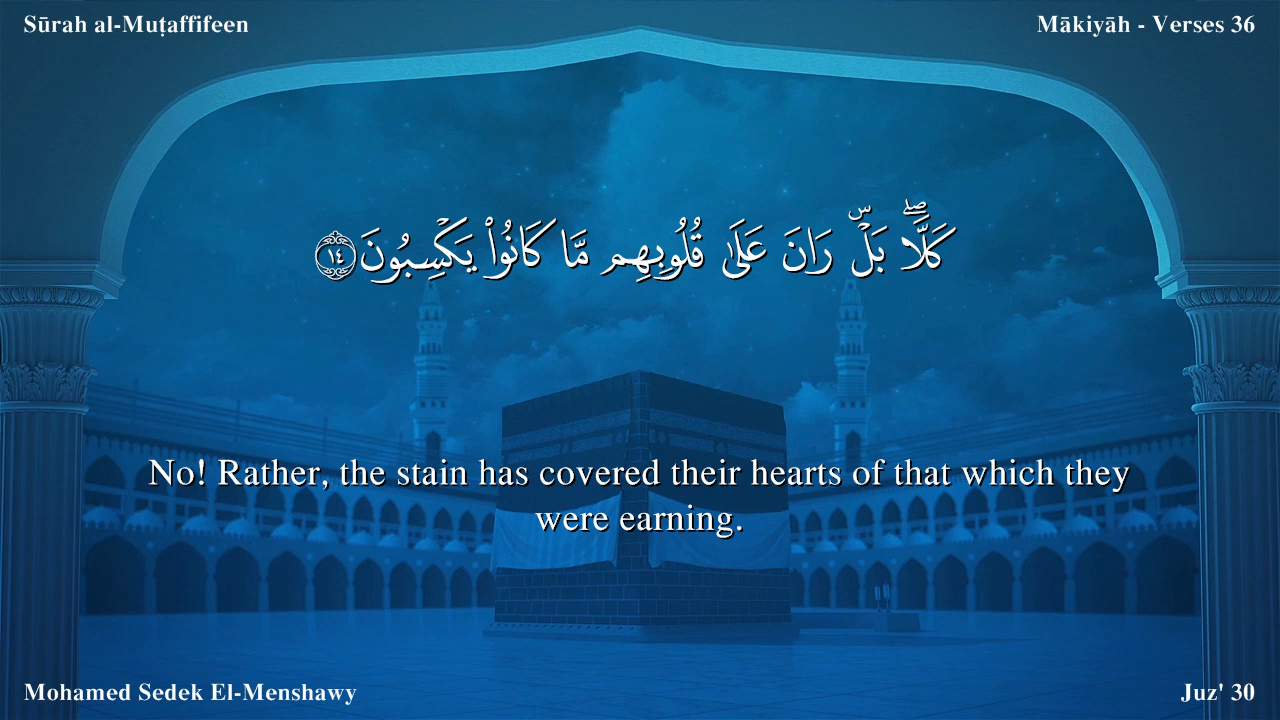 Sūrah al-Muṭaffifeen
Mākiyāh - Verses 36
كَلَّا ۖ بَلْ ۜ رَانَ عَلَىٰ قُلُوبِهِم مَّا كَانُوا۟ يَكْسِبُونَ ١٤
No! Rather, the stain has covered their hearts of that which they
were earning.
Mohamed Sedek El-Menshawy
Juz' 30